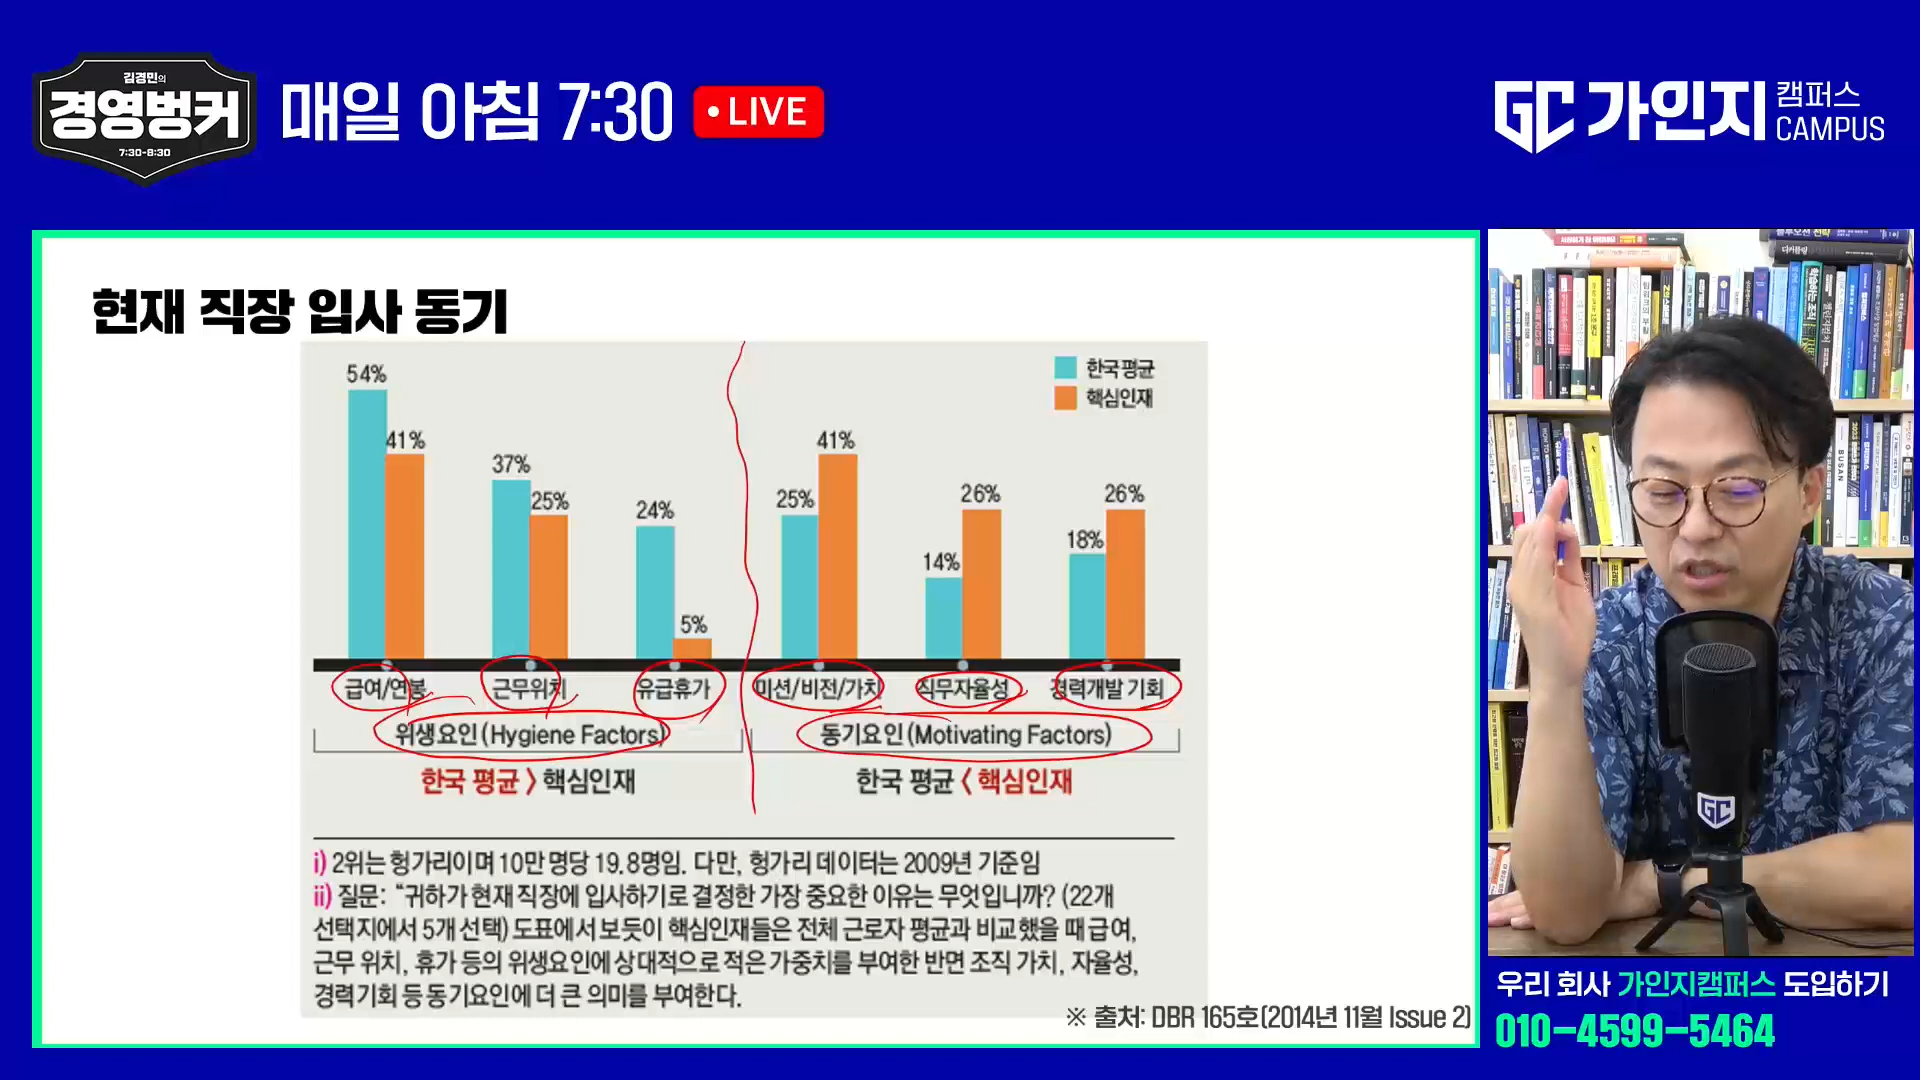 김경민의
경영벙커
7:30-8:30
매일 아침 7:30
• LIVE
GC 가인지 캠퍼스 CAMPUS
현재 직장 입사 동기
한국 평균
핵심인재
54%
41%
37%
25%
24%
5%
25%
41%
14%
26%
18%
26%
급여/연봉
근무위치
유급휴가
미션/비전/가치
직무자율성
경력개발 기회
위생요인(Hygiene Factors)
동기요인(Motivating Factors)
한국 평균 > 핵심인재
한국 평균 < 핵심인재
i) 2위는 헝가리이며 10만 명당 19.8명임. 다만, 헝가리 데이터는 2009년 기준임
ii) 질문: “귀하가 현재 직장에 입사하기로 결정한 가장 중요한 이유는 무엇입니까? (22개
선택지에서 5개 선택) 도표에서 보듯이 핵심인재들은 전체 근로자 평균과 비교했을 때 급여,
근무 위치, 휴가 등의 위생요인에 상대적으로 적은 가중치를 부여한 반면 조직 가치, 자율성,
경력기회 등 동기요인에 더 큰 의미를 부여한다.
※ 출처: DBR 165호(2014년 11월 Issue 2)
디커플링
BUSAN
GC
우리 회사 가인지캠퍼스 도입하기
010-4599-5464